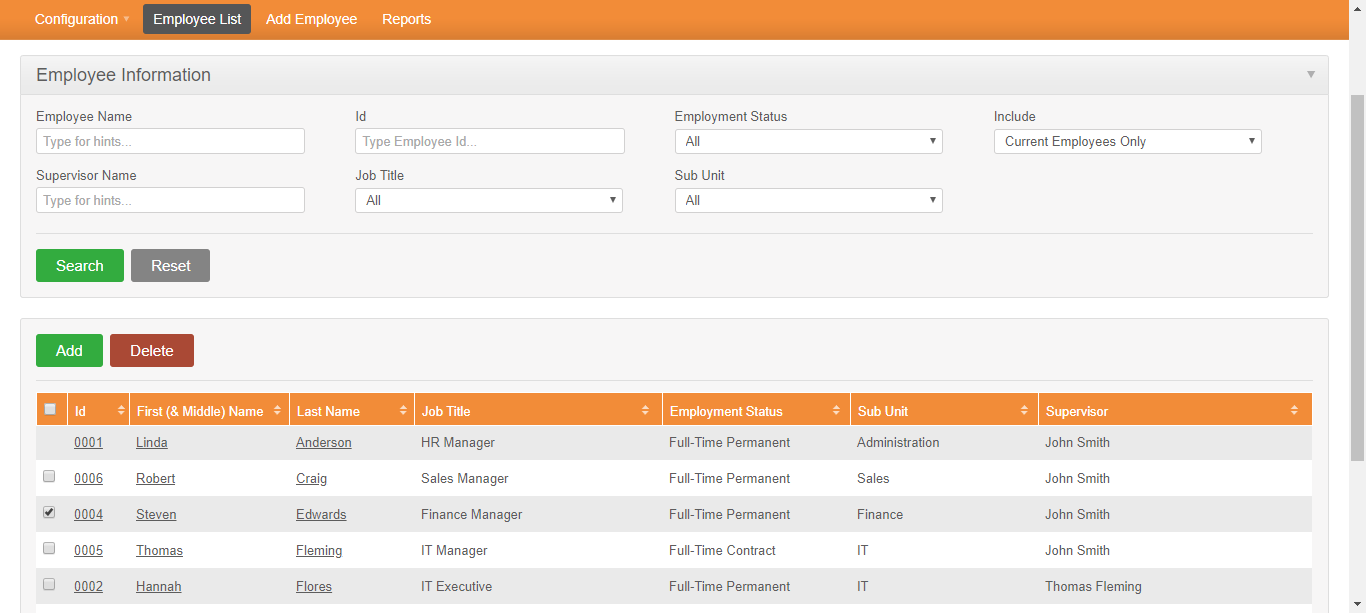 Configuration Employee List Add Employee Reports
Employee Information
Employee Name Id Employment Status Include
Type for hints... Type Employee Id... All Current Employees Only
Supervisor Name Job Title Sub Unit
Type for hints... All All
Search Reset
Add Delete
Id First (& Middle) Name Last Name Job Title Employment Status Sub Unit Supervisor
0001 Linda Anderson HR Manager Full-Time Permanent Administration John Smith
0006 Robert Craig Sales Manager Full-Time Permanent Sales John Smith
0004 Steven Edwards Finance Manager Full-Time Permanent Finance John Smith
0005 Thomas Fleming IT Manager Full-Time Contract IT John Smith
0002 Hannah Flores IT Executive Full-Time Permanent IT Thomas Fleming